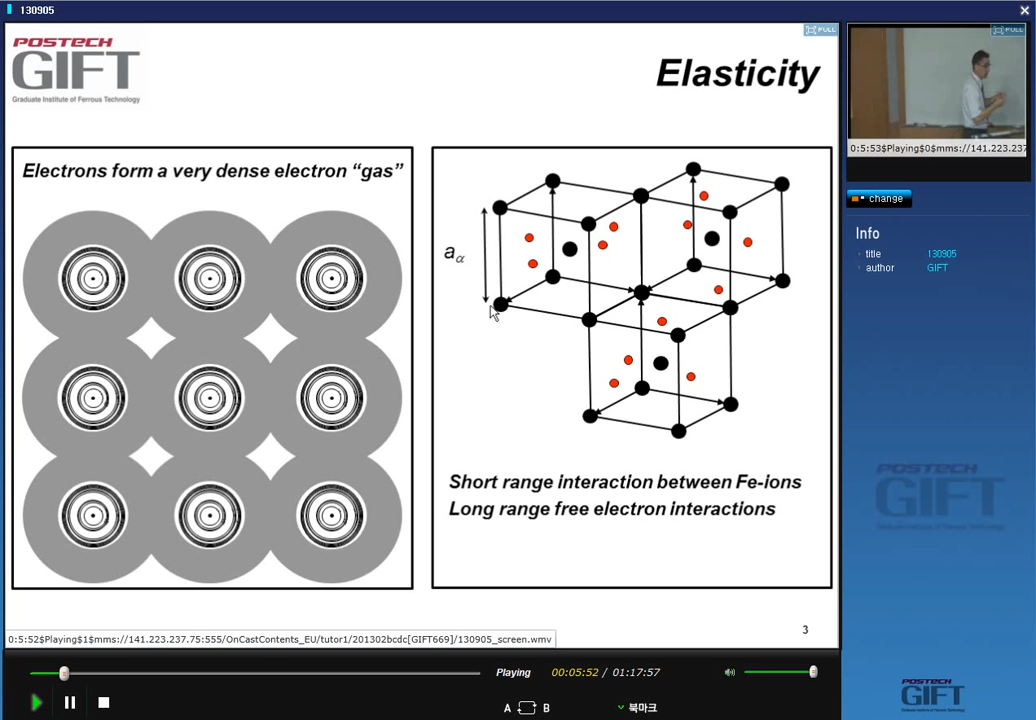 130905
POSTECH
GIFT
Graduate Institute of Ferrous Technology
FULL
Elasticity
Electrons form a very dense electron “gas”
aα
Short range interaction between Fe-ions
Long range free electron interactions
3
0:5:52$Playing$1$mms://141.223.237.75:555/OnCastContents_EU/tutor1/201302bcdc[GIFT669]/130905_screen.wmv
FULL
0:5:53$Playing$0$mms://141.223.237
change
Info
title 130905
author GIFT
POSTECH
GIFT
Playing 00:05:52 / 01:17:57
A B 북마크
POSTECH
GIFT